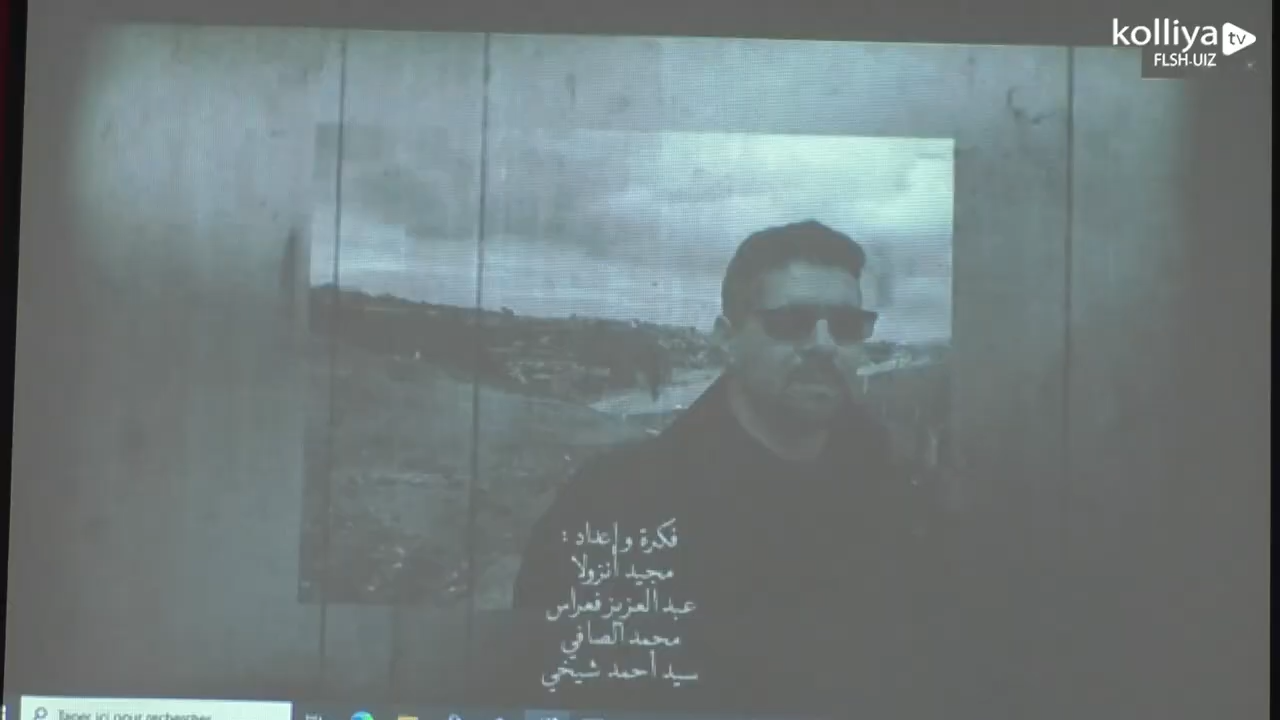 kolliya tv
FLSH-UIZ
فكرة وإعداد :
مجيد أنزولا
عبد العزيز فعراس
محمد الصافي
سيد أحمد شيخي
Taper ici pour rechercher